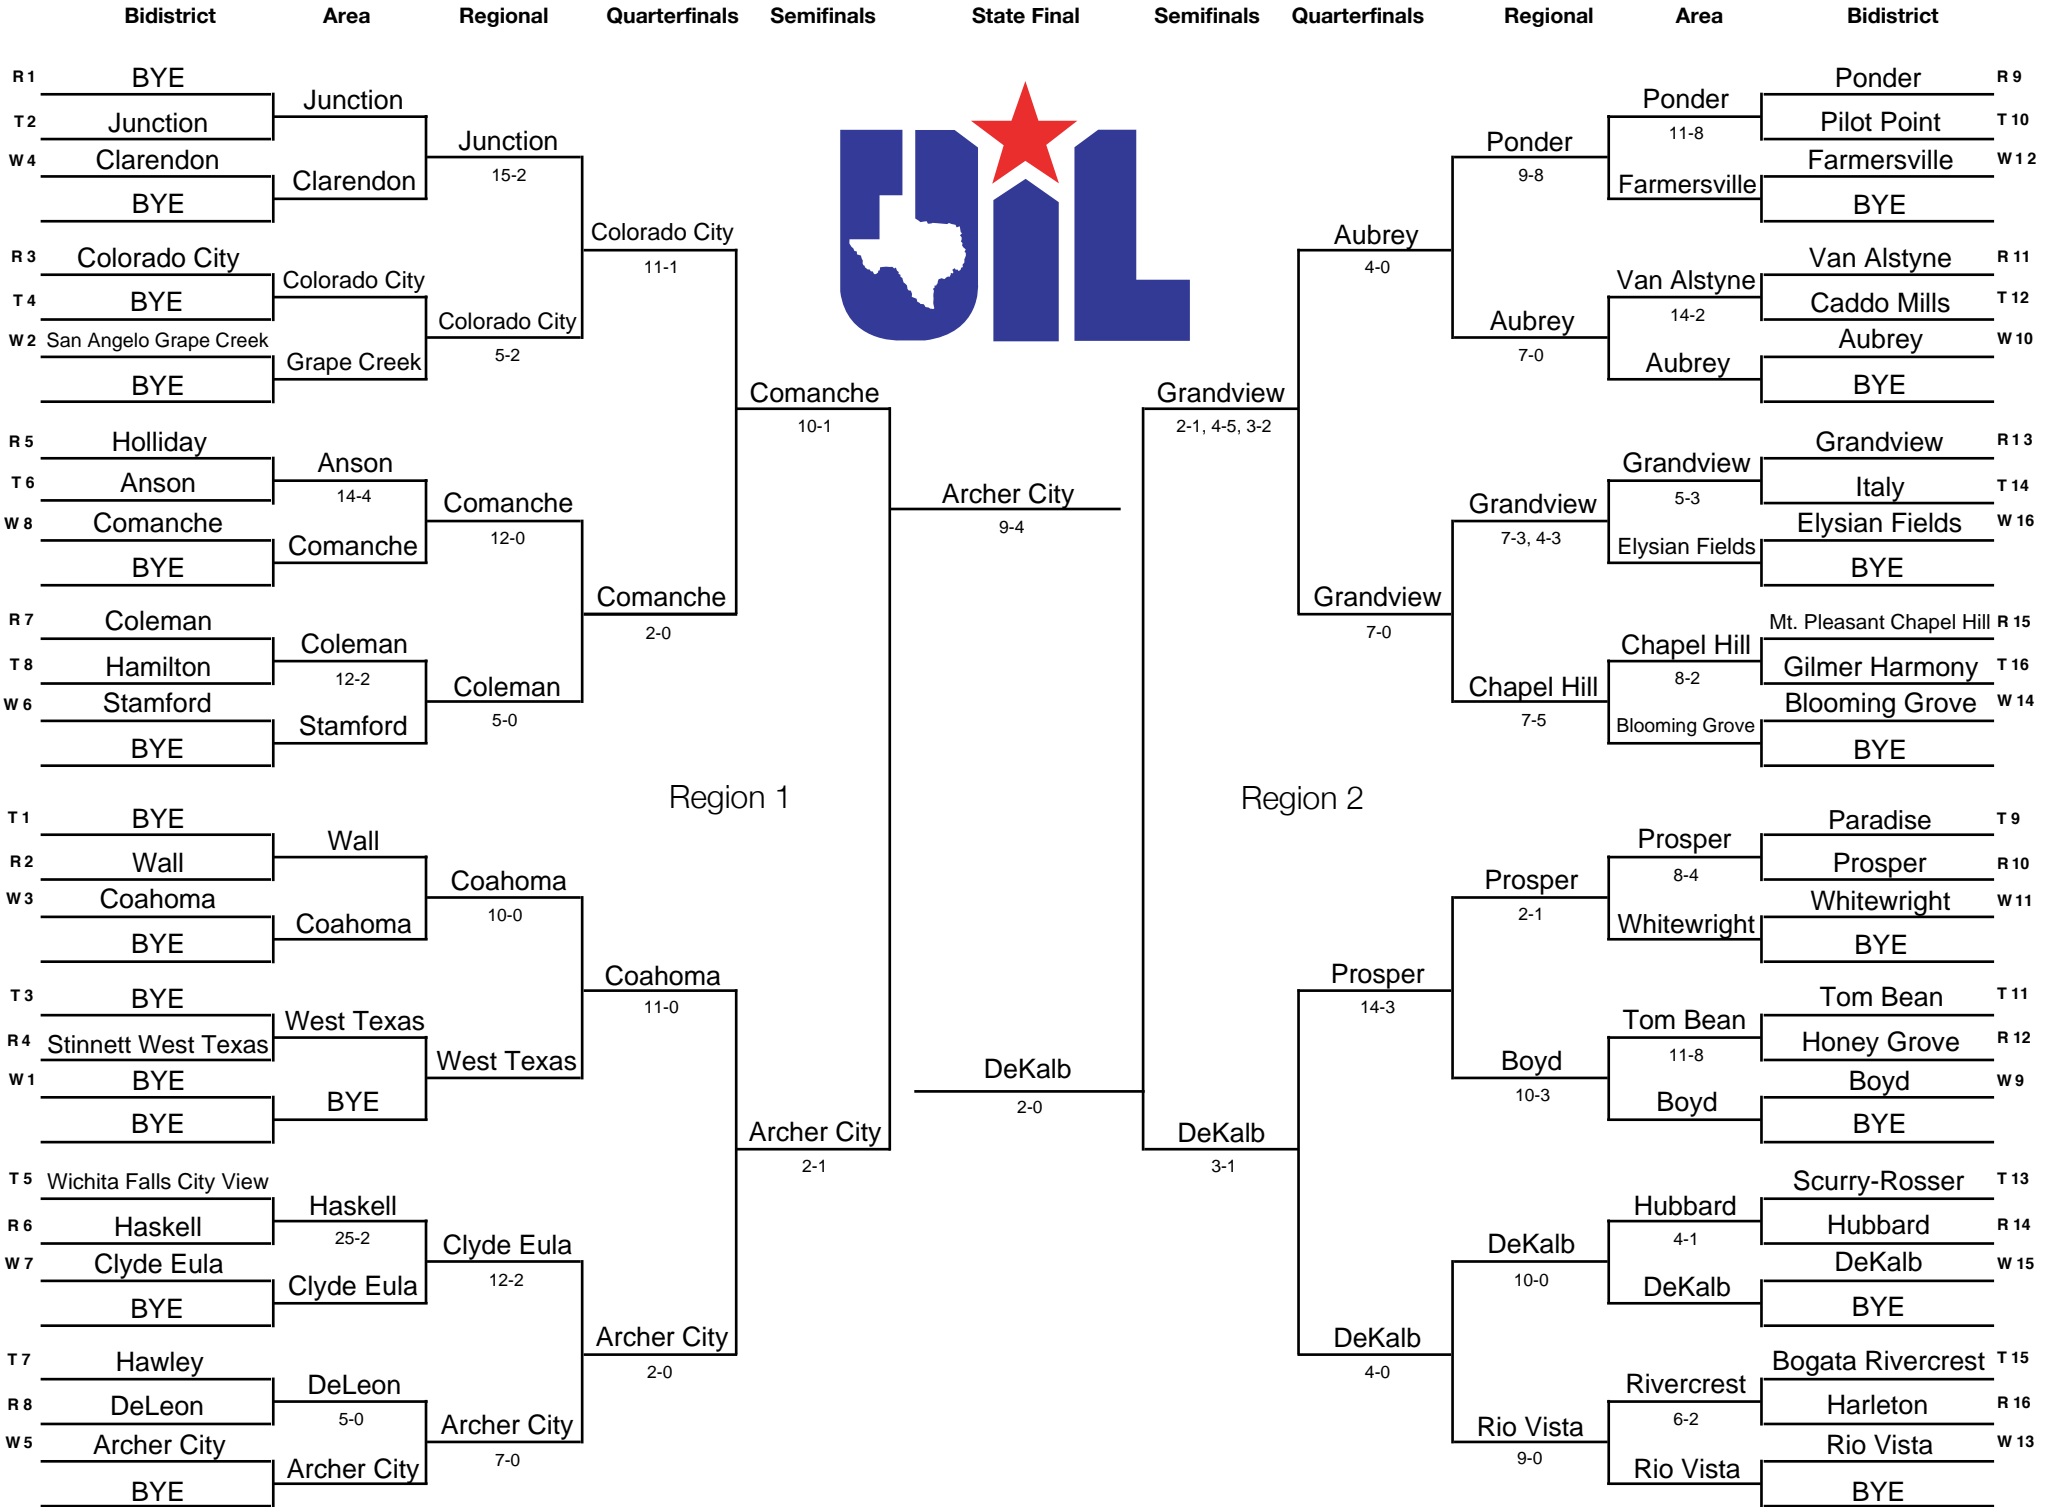 Bidistrict Area Regional Quarterfinals Semifinals State Final Semifinals Quarterfinals Regional Area Bidistrict
R 1 BYE
Junction
T 2 Junction
Junction
15-2
W 4 Clarendon
Clarendon
BYE
Colorado City
11-1
R 3 Colorado City
Colorado City
T 4 BYE
Colorado City
5-2
W 2 San Angelo Grape Creek
Grape Creek
BYE
Comanche
10-1
R 5 Holliday
Anson
14-4
T 6 Anson
Comanche
12-0
W 8 Comanche
Comanche
BYE
Comanche
2-0
R 7 Coleman
Coleman
12-2
T 8 Hamilton
Coleman
5-0
W 6 Stamford
Stamford
BYE
Archer City
9-4
Region 1
T 1 BYE
Wall
R 2 Wall
Coahoma
10-0
W 3 Coahoma
Coahoma
BYE
Coahoma
11-0
T 3 BYE
West Texas
R 4 Stinnett West Texas
West Texas
W 1 BYE
BYE
BYE
Archer City
2-1
T 5 Wichita Falls City View
Haskell
25-2
R 6 Haskell
Clyde Eula
12-2
W 7 Clyde Eula
Clyde Eula
BYE
Archer City
2-0
T 7 Hawley
DeLeon
5-0
R 8 DeLeon
Archer City
7-0
W 5 Archer City
Archer City
BYE
UIL
Ponder R 9
Ponder
11-8
Pilot Point T 10
Ponder
9-8
Farmersville W 1 2
Farmersville
BYE
Aubrey
4-0
Van Alstyne R 11
Van Alstyne
14-2
Caddo Mills T 12
Aubrey
7-0
Aubrey W 10
Aubrey
BYE
Grandview
2-1, 4-5, 3-2
Grandview R 1 3
Grandview
5-3
Italy T 14
Grandview
7-3, 4-3
Elysian Fields W 16
Elysian Fields
BYE
Grandview
7-0
Mt. Pleasant Chapel Hill R 15
Chapel Hill
8-2
Gilmer Harmony T 16
Chapel Hill
7-5
Blooming Grove W 14
Blooming Grove
BYE
Region 2
DeKalb
2-0
Paradise T 9
Prosper
8-4
Prosper R 10
Prosper
2-1
Whitewright W 11
Whitewright
BYE
Prosper
14-3
Tom Bean T 11
Tom Bean
11-8
Honey Grove R 12
Boyd
10-3
Boyd W 9
Boyd
BYE
DeKalb
3-1
Scurry-Rosser T 13
Hubbard
4-1
Hubbard R 14
DeKalb
10-0
DeKalb W 15
DeKalb
BYE
DeKalb
4-0
Bogata Rivercrest T 15
Rivercrest
6-2
Harleton R 16
Rio Vista
9-0
Rio Vista W 13
Rio Vista
BYE